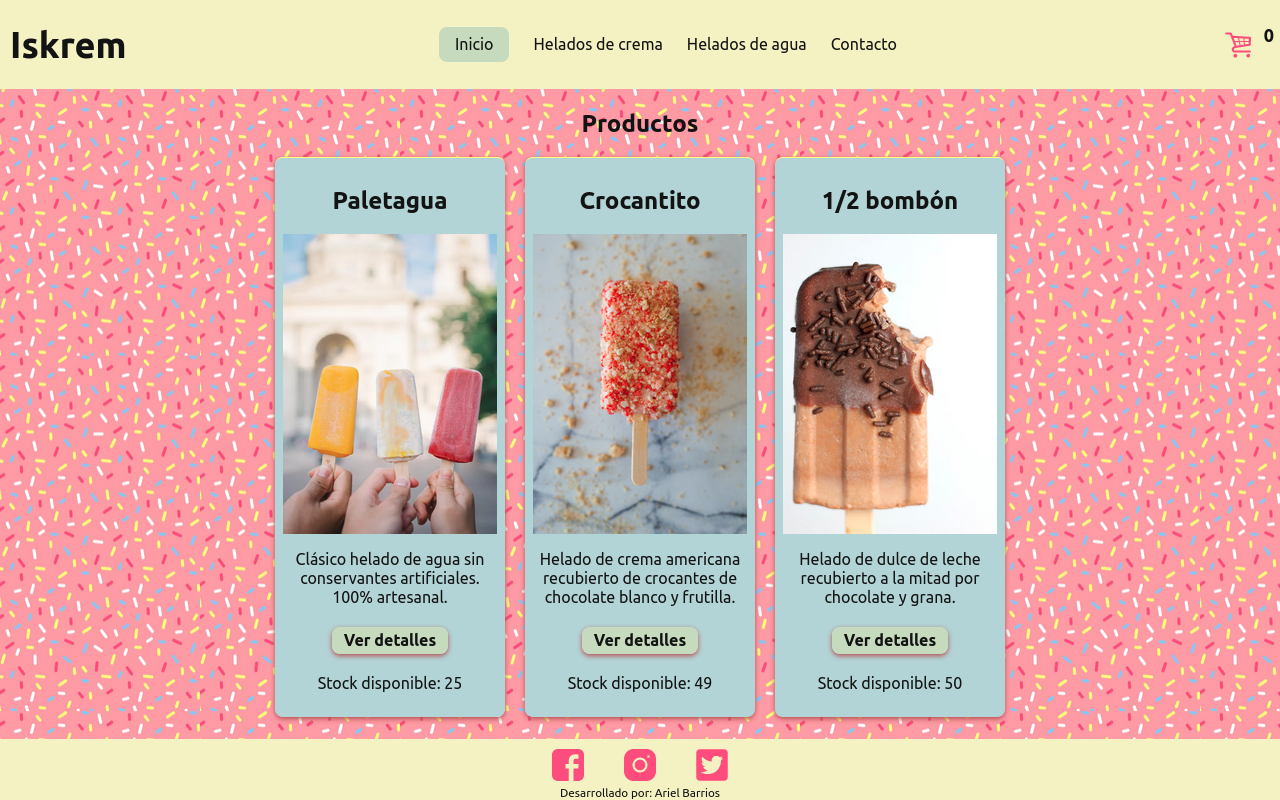 Iskrem
Inicio
Helados de crema
Helados de agua
Contacto
0
Productos
Paletagua
Clásico helado de agua sin
conservantes artificiales.
100% artesanal.
Ver detalles
Stock disponible: 25
Crocantito
Helado de crema americana
recubierto de crocantes de
chocolate blanco y frutilla.
Ver detalles
Stock disponible: 49
1/2 bombón
Helado de dulce de leche
recubierto a la mitad por
chocolate y grana.
Ver detalles
Stock disponible: 50
Desarrollado por: Ariel Barrios